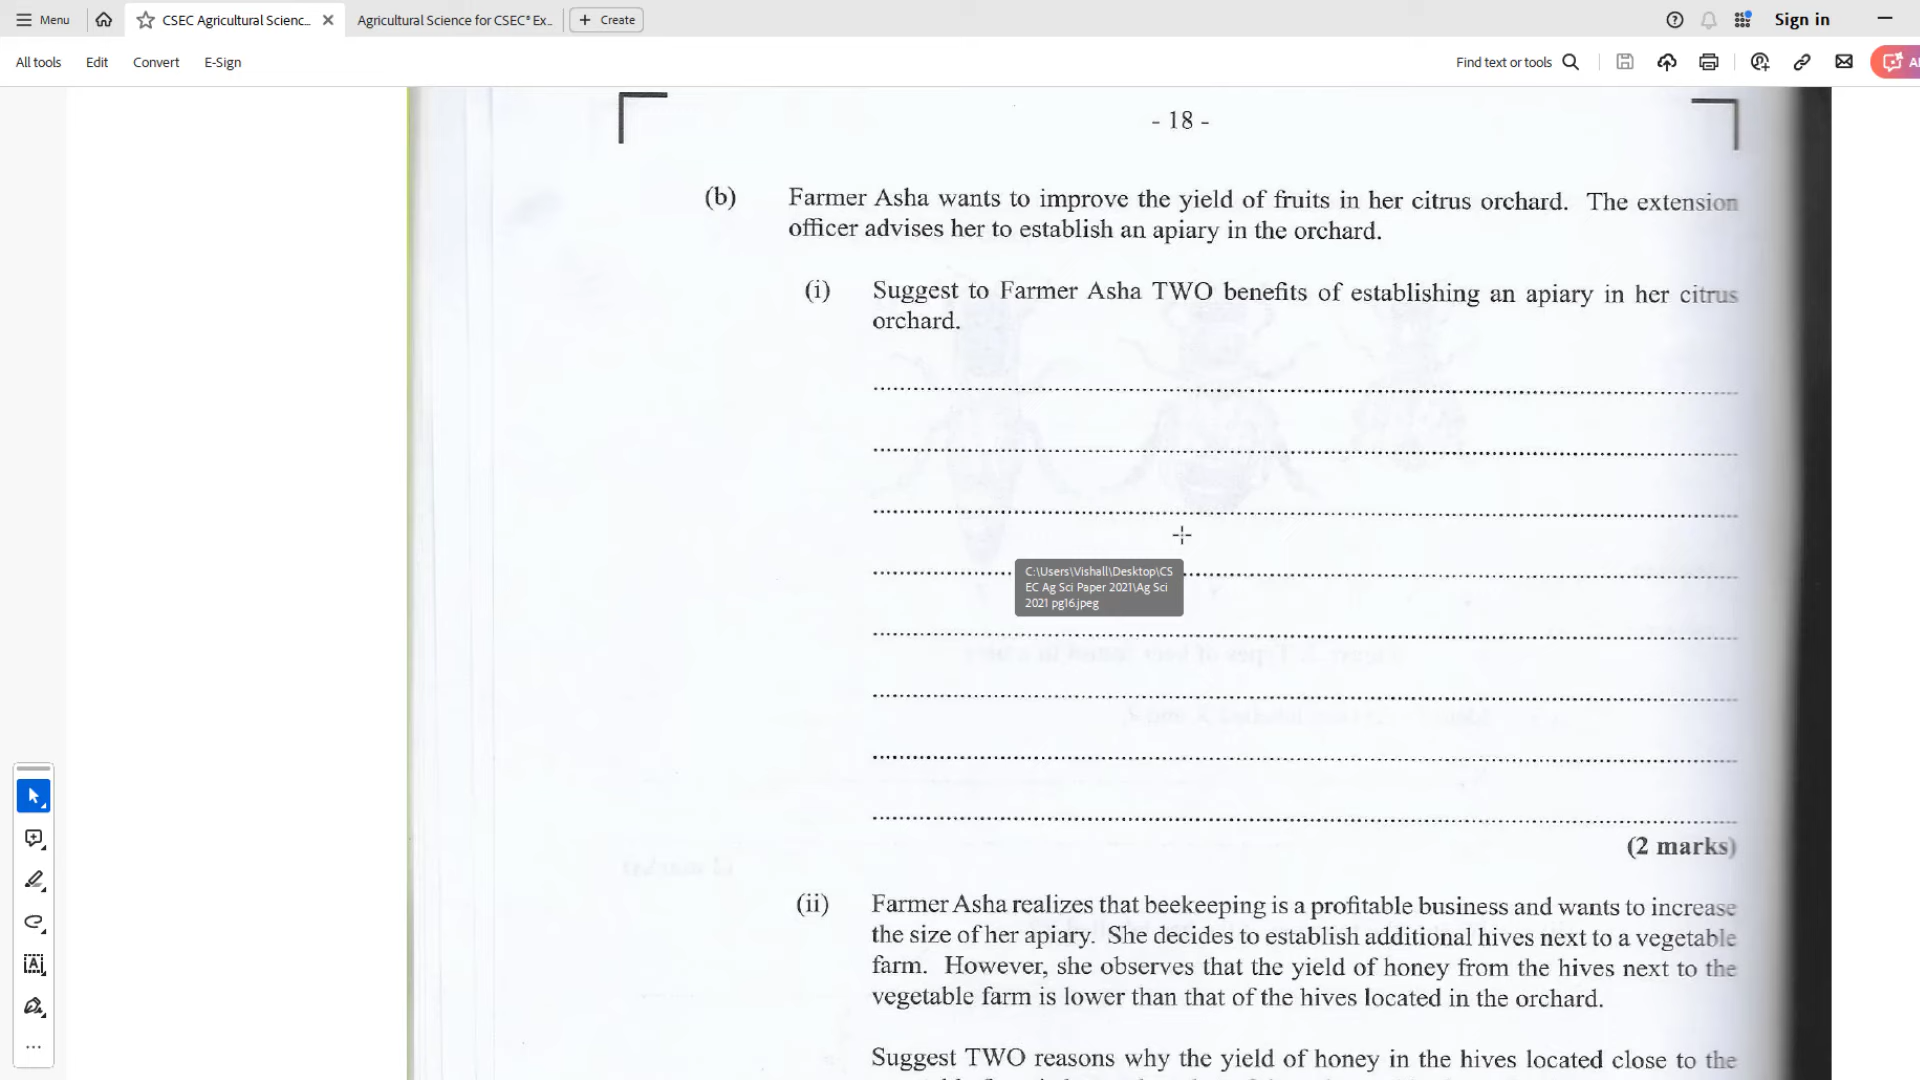 Menu
CSEC Agricultural Scienc...
Agricultural Science for CSEC® Ex...
Create
Sign in
All tools
Edit
Convert
E-Sign
Find text or tools
- 18 -
(b) Farmer Asha wants to improve the yield of fruits in her citrus orchard. The extension
officer advises her to establish an apiary in the orchard.
(i) Suggest to Farmer Asha TWO benefits of establishing an apiary in her citrus
orchard.
C:\Users\Vishall\Desktop\CS
EC Ag Sci Paper 2021\Ag Sci
2021 pg16.jpeg
(2 marks)
(ii) Farmer Asha realizes that beekeeping is a profitable business and wants to increase
the size of her apiary. She decides to establish additional hives next to a vegetable
farm. However, she observes that the yield of honey from the hives next to the
vegetable farm is lower than that of the hives located in the orchard.
Suggest TWO reasons why the yield of honey in the hives located close to the